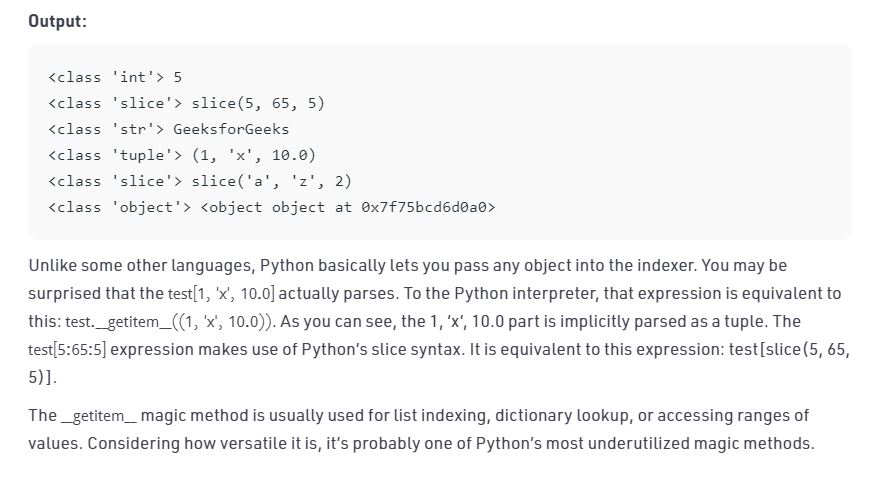 Output:
<class 'int'> 5
<class 'slice'> slice(5, 65, 5)
<class 'str'> GeeksforGeeks
<class 'tuple'> (1, 'x', 10.0)
<class 'slice'> slice('a', 'z', 2)
<class 'object'> <object object at 0x7f75bcd6d0a0>
Unlike some other languages, Python basically lets you pass any object into the indexer. You may be
surprised that the test[1, 'x', 10.0] actually parses. To the Python interpreter, that expression is equivalent to
this: test.__getitem__((1, 'x', 10.0)). As you can see, the 1, ‘x’, 10.0 part is implicitly parsed as a tuple. The
test[5:65:5] expression makes use of Python’s slice syntax. It is equivalent to this expression: test[slice(5, 65,
5)].
The __getitem__ magic method is usually used for list indexing, dictionary lookup, or accessing ranges of
values. Considering how versatile it is, it’s probably one of Python’s most underutilized magic methods.